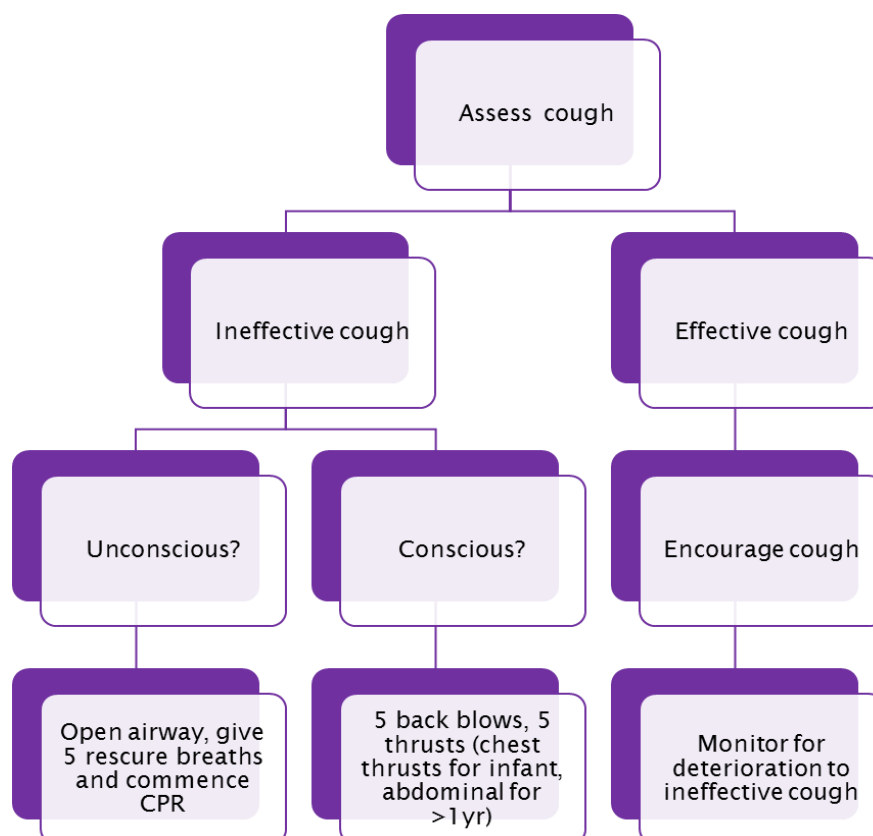 Assess cough
Ineffective cough
Effective cough
Unconscious?
Conscious?
Encourage cough
Open airway, give
5 rescure breaths
and commence
CPR
5 back blows, 5
thrusts (chest
thrusts for infant,
abdominal for
>1yr)
Monitor for
deterioration to
ineffective cough